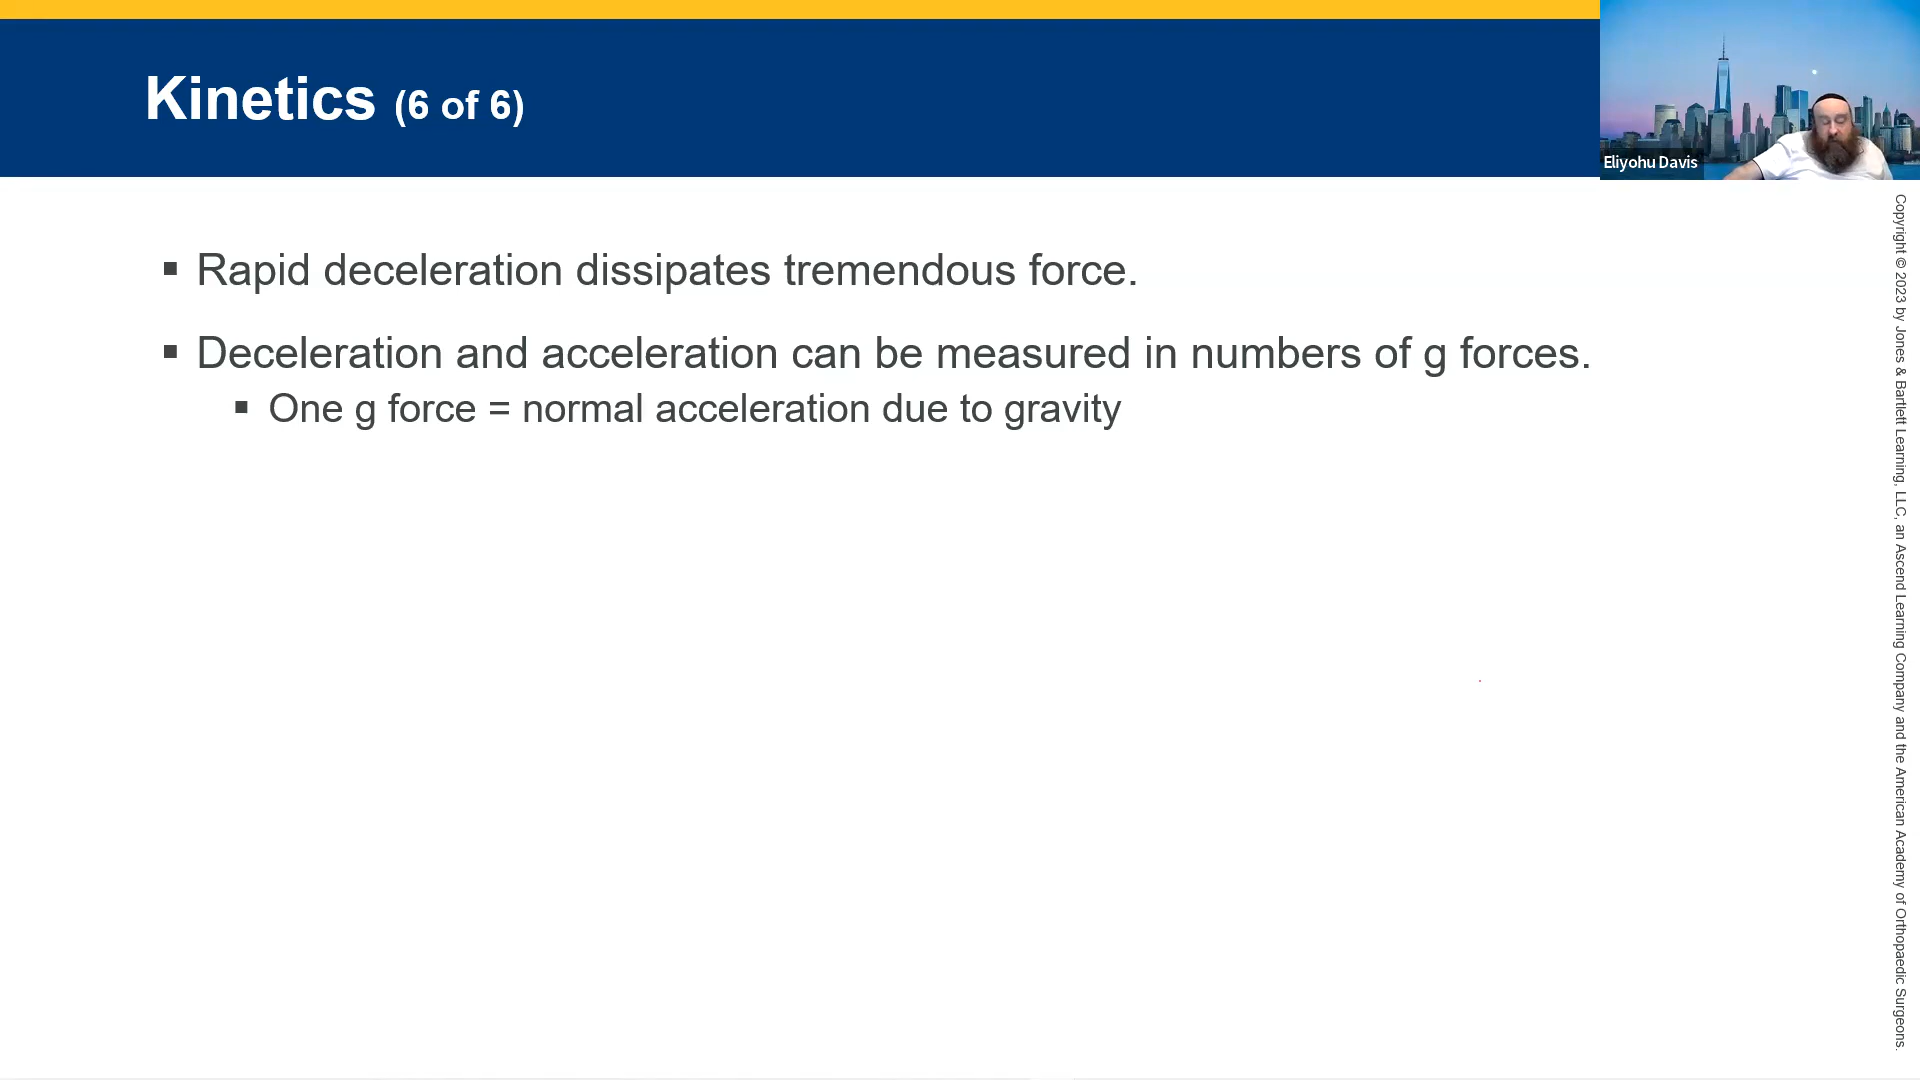 Kinetics (6 of 6)
Eliyohu Davis
▪ Rapid deceleration dissipates tremendous force.
▪ Deceleration and acceleration can be measured in numbers of g forces.
▪ One g force = normal acceleration due to gravity
Copyright © 2023 by Jones & Bartlett Learning, LLC, an Ascend Learning Company and the American Academy of Orthopaedic Surgeons.